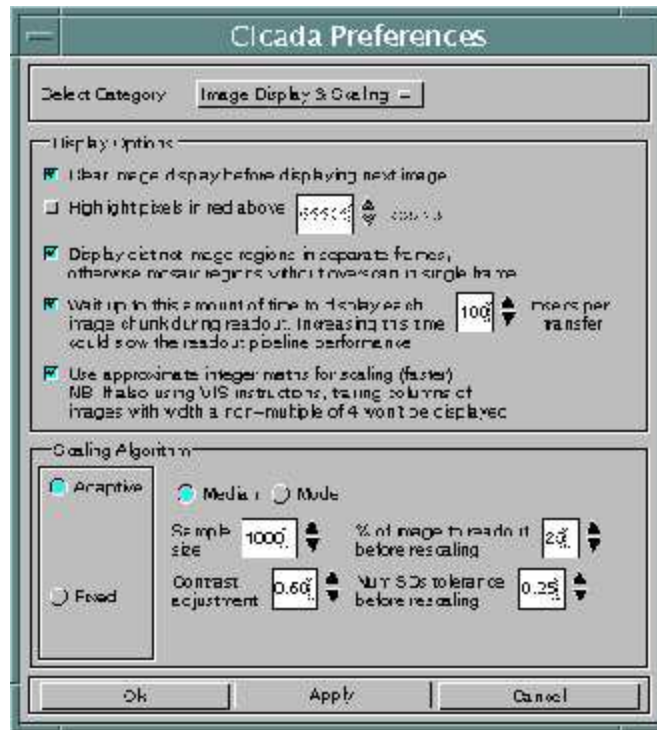 CIcada Preferences
Select Category Image Display & Scaling
Display Options
Clear image display before displaying next image
Highlight pixels in red above
Display distinct image regions in separate frames,
otherwise mosaic regions without overscan in single frame
Wait up to this amount of time to display each 100 msecs per
image chunk during readout. Increasing this time transfer
could slow the readout pipeline performance
Use approximate integer maths for scaling (faster)
NB. If also using VIS instructions, trailing columns of
images with width a non-multiple of 4 won't be displayed
Scaling Algorithm
Adaptive Median Mode
Sample 1000 % of image to readout 20
size before rescaling
Fixed Contrast 0.60 Num SDs tolerance 0.25
adjustment before rescaling
Ok Apply Cancel